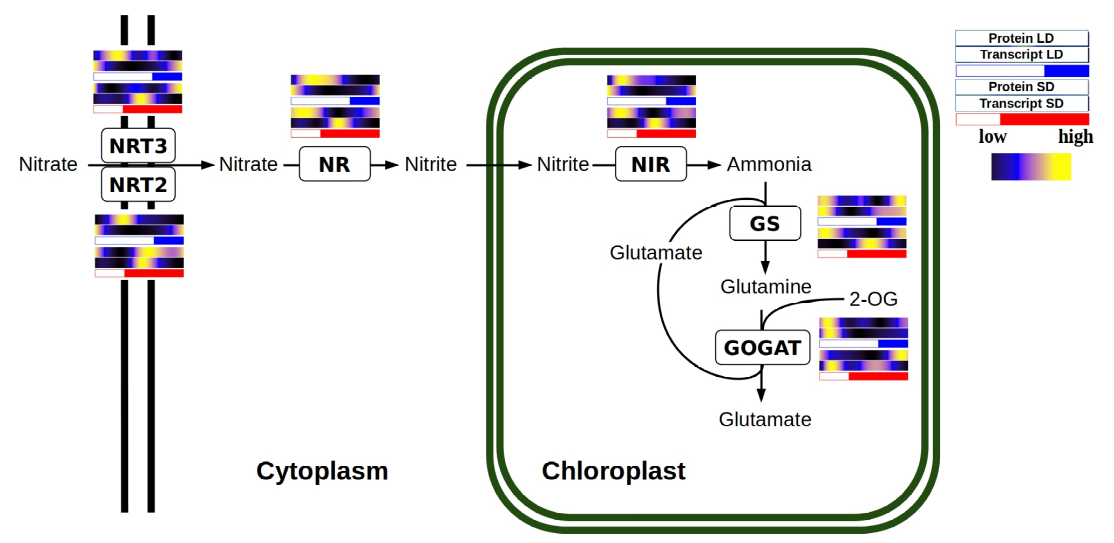 Protein LD
Transcript LD
Protein SD
Transcript SD
low high
NRT3
Nitrate Nitrate NR Nitrite Nitrite NIR Ammonia
NRT2
GS
Glutamate
Glutamine
2-OG
GOGAT
Glutamate
Cytoplasm Chloroplast